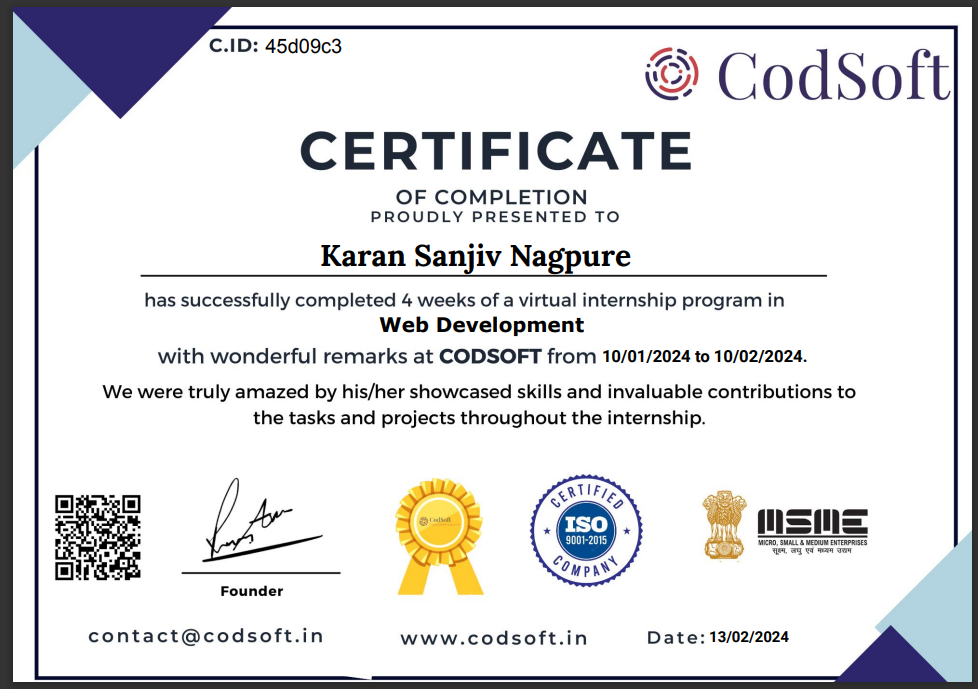 C.ID: 45d09c3
CodSoft
CERTIFICATE
OF COMPLETION
PROUDLY PRESENTED TO
Karan Sanjiv Nagpure
has successfully completed 4 weeks of a virtual internship program in
Web Development
with wonderful remarks at CODSOFT from 10/01/2024 to 10/02/2024.
We were truly amazed by his/her showcased skills and invaluable contributions to
the tasks and projects throughout the internship.
CodSoft
CERTIFIED
ISO
9001-2015
COMPANY
MSME
MICRO, SMALL & MEDIUM ENTERPRISES
सूक्ष्म, लघु एवं मध्यम उद्यम
Founder
contact@codsoft.in
www.codsoft.in
Date: 13/02/2024